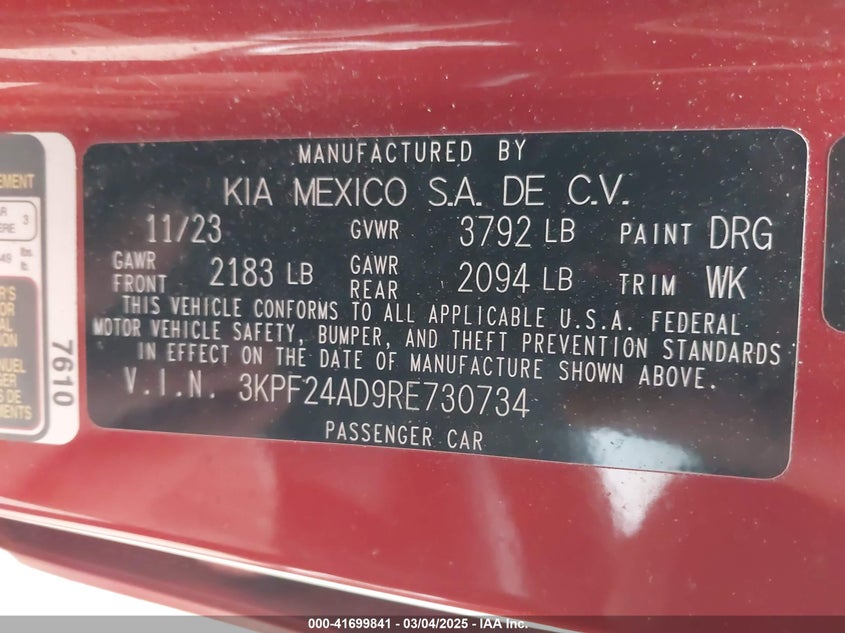 MANUFACTURED BY
KIA MEXICO S.A. DE C.V.
11/23 GVWR 3792 LB PAINT DRG
GAWR FRONT 2183 LB GAWR REAR 2094 LB TRIM WK
THIS VEHICLE CONFORMS TO ALL APPLICABLE U.S.A. FEDERAL
MOTOR VEHICLE SAFETY, BUMPER, AND THEFT PREVENTION STANDARDS
IN EFFECT ON THE DATE OF MANUFACTURE SHOWN ABOVE.
V.I.N. 3KPF24AD9RE730734
PASSENGER CAR
3
lbs.
lb.
7610
000-41699841 - 03/04/2025 - IAA Inc.